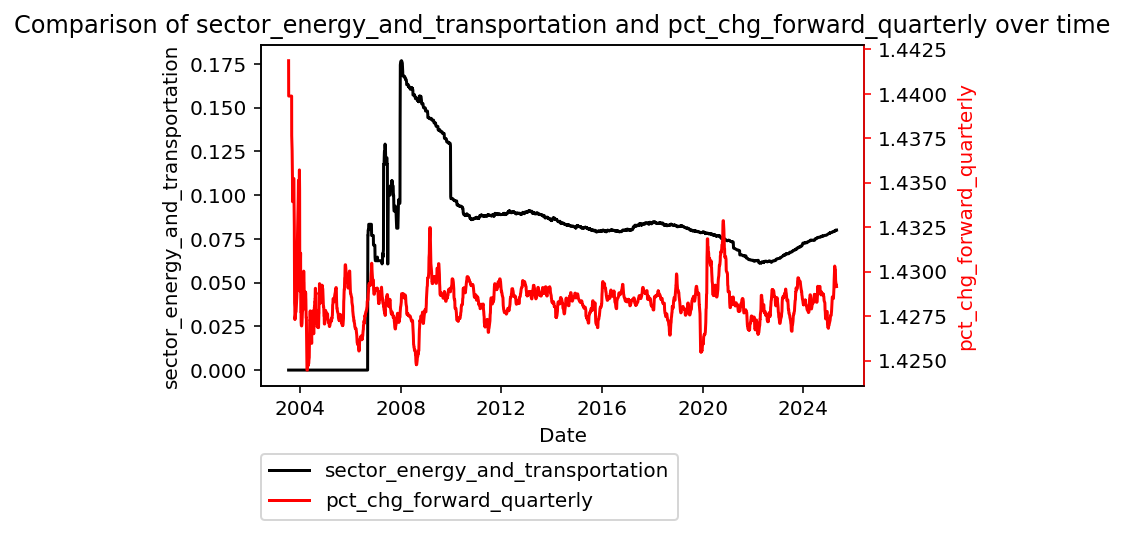 Comparison of sector_energy_and_transportation and pct_chg_forward_quarterly over time
sector_energy_and_transportation
0.175
0.150
0.125
0.100
0.075
0.050
0.025
0.000
1.4425
1.4400
1.4375
1.4350
1.4325
1.4300
1.4275
1.4250
pct_chg_forward_quarterly
2004 2008 2012 2016 2020 2024
Date
sector_energy_and_transportation
pct_chg_forward_quarterly